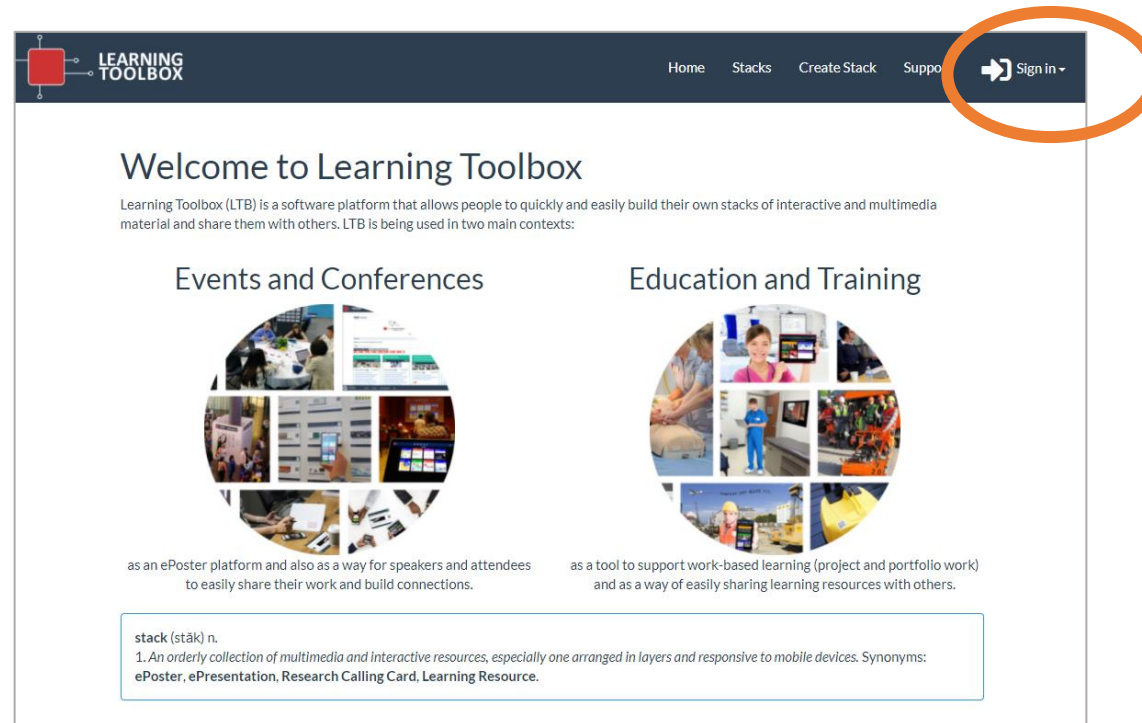 LEARNING
TOOLBOX
Home Stacks Create Stack Suppo Sign in
Welcome to Learning Toolbox
Learning Toolbox (LTB) is a software platform that allows people to quickly and easily build their own stacks of interactive and multimedia
material and share them with others. LTB is being used in two main contexts:
Events and Conferences
Education and Training
as an ePoster platform and also as a way for speakers and attendees
to easily share their work and build connections.
as a tool to support work-based learning (project and portfolio work)
and as a way of easily sharing learning resources with others.
stack (stăk) n.
1. An orderly collection of multimedia and interactive resources, especially one arranged in layers and responsive to mobile devices. Synonyms:
ePoster, ePresentation, Research Calling Card, Learning Resource.